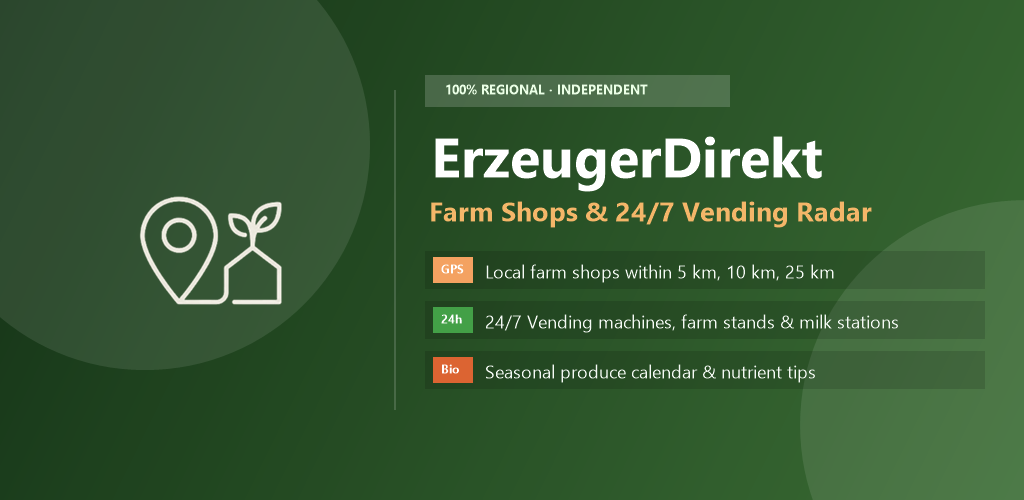 100% REGIONAL · INDEPENDENT
ErzeugerDirekt
Farm Shops & 24/7 Vending Radar
GPS Local farm shops within 5 km, 10 km, 25 km
24h 24/7 Vending machines, farm stands & milk stations
Bio Seasonal produce calendar & nutrient tips